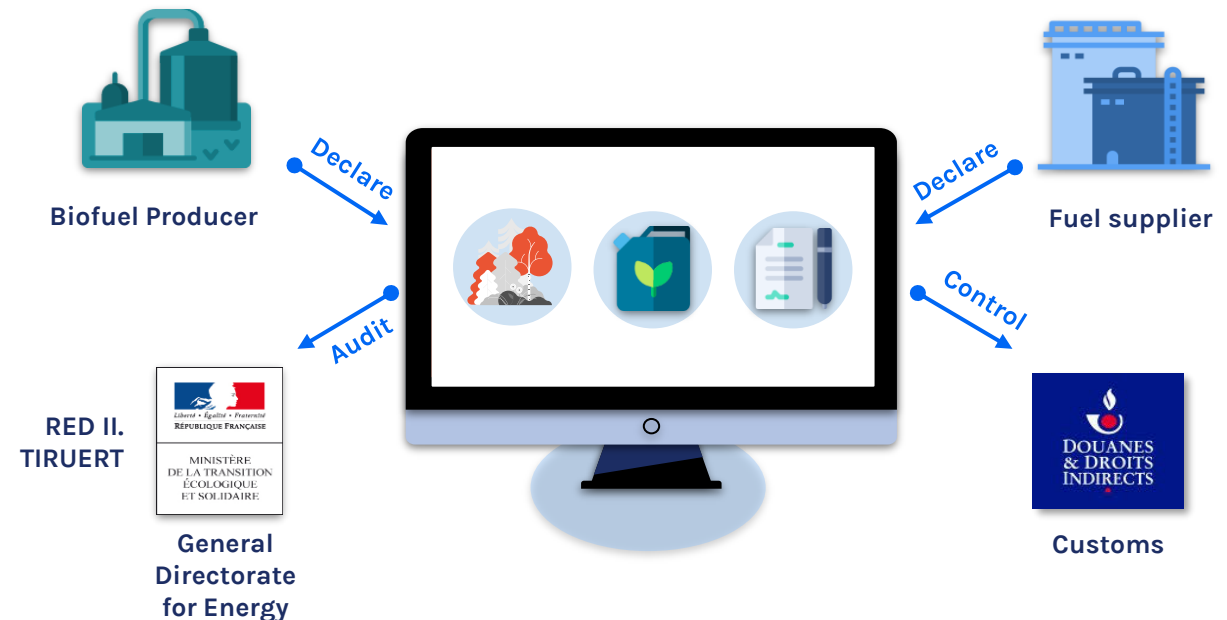 Declare
Declare
Biofuel Producer
Fuel supplier
Audit
Control
RED II.
TIRUERT
Liberté • Égalité • Fraternité
RÉPUBLIQUE FRANÇAISE
MINISTÈRE
DE LA TRANSITION
ÉCOLOGIQUE
ET SOLIDAIRE
DOUANES
& DROITS
INDIRECTS
General
Directorate
for Energy
Customs